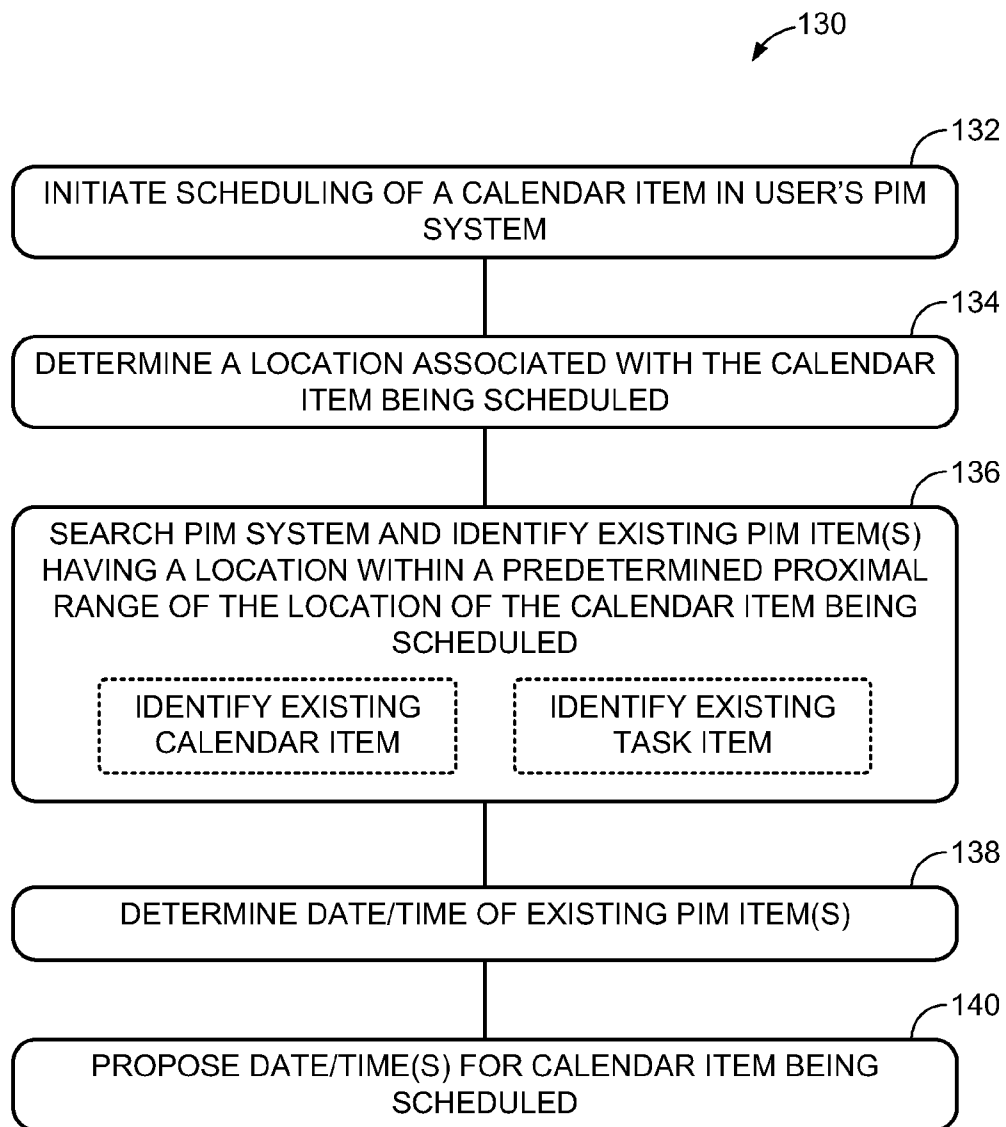 130
132
INITIATE SCHEDULING OF A CALENDAR ITEM IN USER'S PIM
SYSTEM
134
DETERMINE A LOCATION ASSOCIATED WITH THE CALENDAR
ITEM BEING SCHEDULED
136
SEARCH PIM SYSTEM AND IDENTIFY EXISTING PIM ITEM(S)
HAVING A LOCATION WITHIN A PREDETERMINED PROXIMAL
RANGE OF THE LOCATION OF THE CALENDAR ITEM BEING
SCHEDULED
IDENTIFY EXISTING
CALENDAR ITEM
IDENTIFY EXISTING
TASK ITEM
138
DETERMINE DATE/TIME OF EXISTING PIM ITEM(S)
140
PROPOSE DATE/TIME(S) FOR CALENDAR ITEM BEING
SCHEDULED